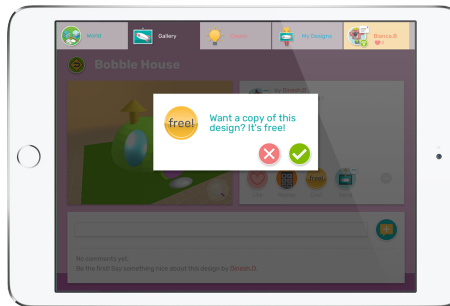 World
Gallery
My Designs
Bianca.B
Bobble House
by Dinesh.D
free!
Want a copy of this
design? It's free!
No comments yet.
Be the first! Say something nice about this design by Dinesh.D.